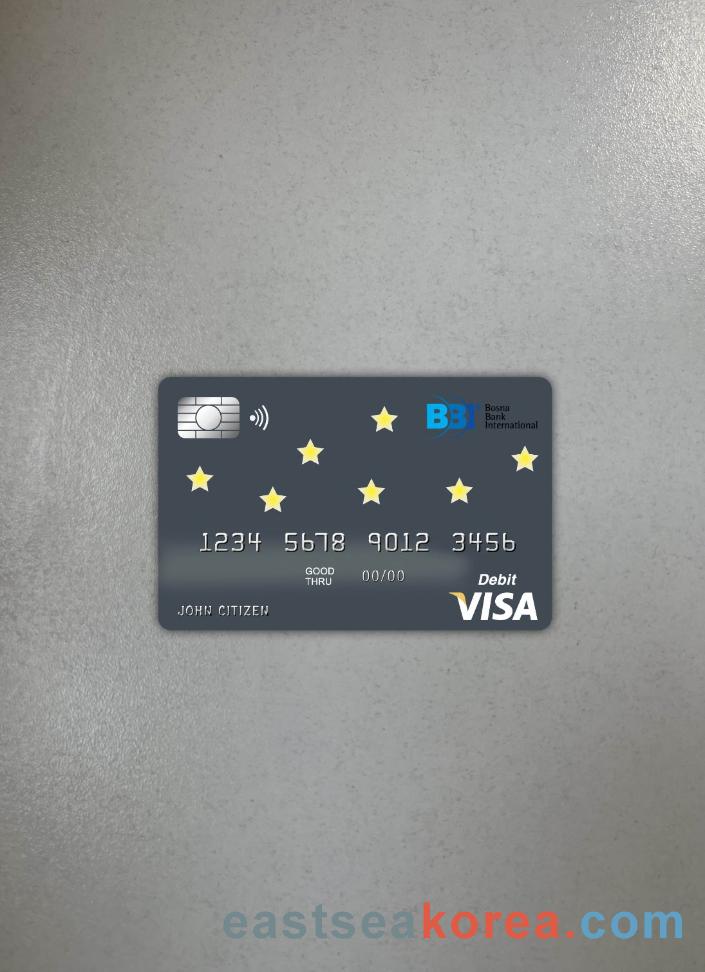 BBI
Bosna
Bank
International
1234 5678 9012 3456
GOOD
THRU
00/00
Debit
VISA
JOHN CITIZEN
eastseakorea.com